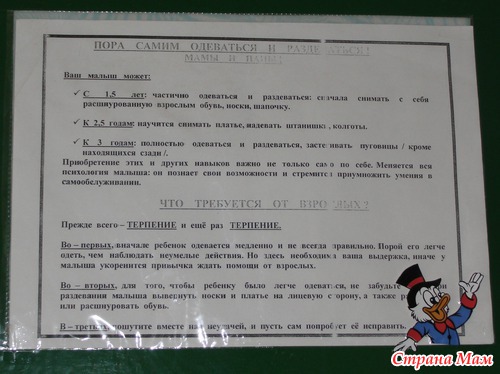 ПОРА САМИМ ОДЕВАТЬСЯ И РАЗДЕВАТЬСЯ!
МАМЫ И ПАПЫ!
Ваш малыш может:
✓ С 1,5 лет: частично одеваться и раздеваться: сначала снимать с себя
расшнурованную взрослым обувь, носки, шапочку.
✓ К 2,5 годам: научится снимать платье, надевать штанишки, колготы.
✓ К 3 годам: полностью одеваться и раздеваться, застегивать пуговицы / кроме
находящихся сзади /.
Приобретение этих и других навыков важно не только само по себе. Меняется вся
психология малыша: он познает свои возможности и стремится приумножить умения в
самообслуживании.
ЧТО ТРЕБУЕТСЯ ОТ ВЗРОСЛЫХ?
Прежде всего – ТЕРПЕНИЕ и ещё раз ТЕРПЕНИЕ.
Во – первых, вначале ребенок одевается медленно и не всегда правильно. Порой его легче
одеть, чем наблюдать неумелые действия. Но здесь необходима ваша выдержка, иначе у
малыша укоренится привычка ждать помощи от взрослых.
Во – вторых, для того, чтобы ребенку было легче одеваться, не забудьте
раздевании малыша вывернуть носки и платье на лицевую сторону, а также
или расшнуровать обувь.
В – третьих, пошутите вместе над неудачей, и пусть сам попробует её исправить.
Страна Мам